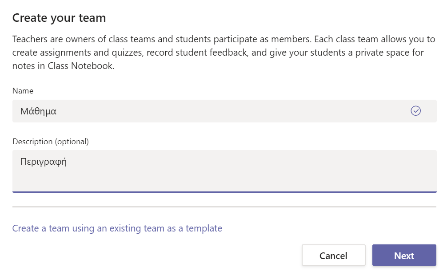 Create your team
Teachers are owners of class teams and students participate as members. Each class team allows you to
create assignments and quizzes, record student feedback, and give your students a private space for
notes in Class Notebook.
Name
Μάθημα
Description (optional)
Περιγραφή
Create a team using an existing team as a template
Cancel
Next